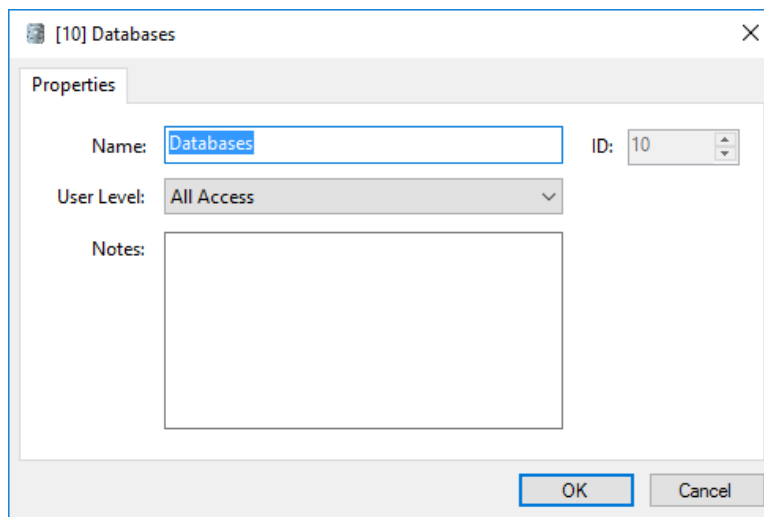 [10] Databases
Properties
Name: Databases ID: 10
User Level: All Access
Notes:
OK Cancel